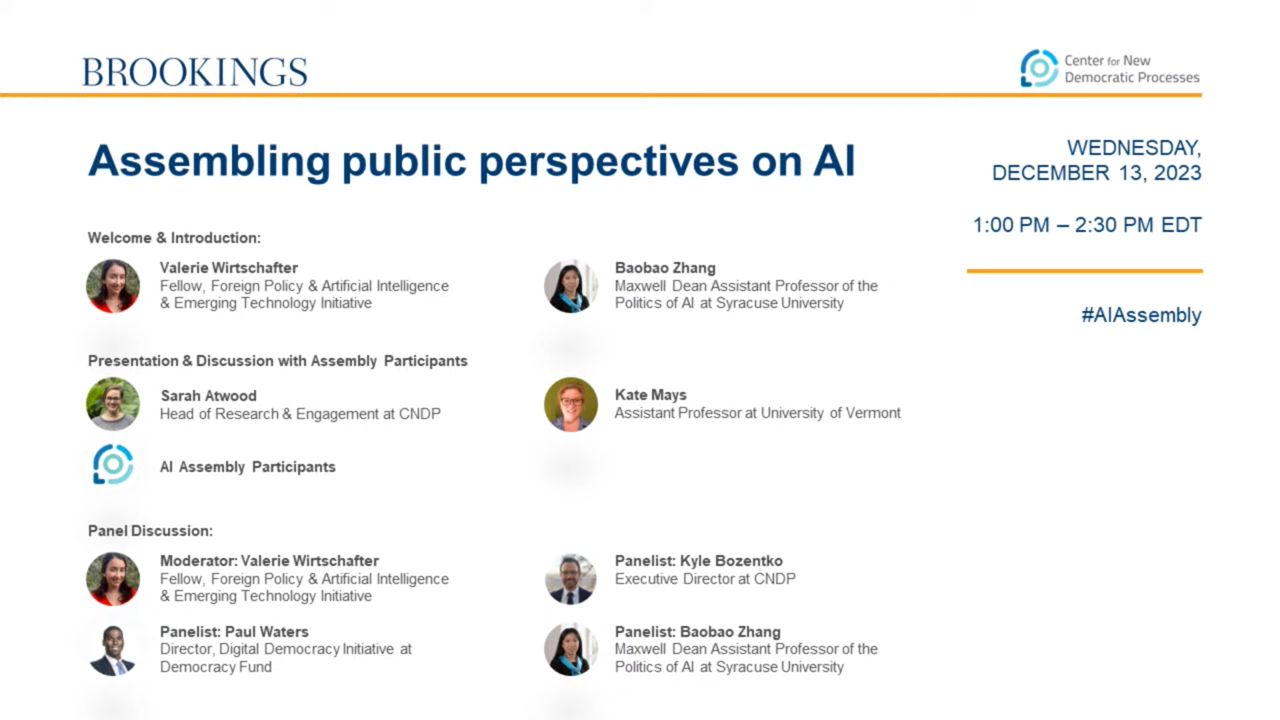 BROOKINGS
Center for New
Democratic Processes
Assembling public perspectives on AI
WEDNESDAY,
DECEMBER 13, 2023
1:00 PM – 2:30 PM EDT
#AIAssembly
Welcome & Introduction:
Valerie Wirtschafter
Fellow, Foreign Policy & Artificial Intelligence
& Emerging Technology Initiative
Baobao Zhang
Maxwell Dean Assistant Professor of the
Politics of AI at Syracuse University
Presentation & Discussion with Assembly Participants
Sarah Atwood
Head of Research & Engagement at CNDP
Kate Mays
Assistant Professor at University of Vermont
AI Assembly Participants
Panel Discussion:
Moderator: Valerie Wirtschafter
Fellow, Foreign Policy & Artificial Intelligence
& Emerging Technology Initiative
Panelist: Kyle Bozentko
Executive Director at CNDP
Panelist: Paul Waters
Director, Digital Democracy Initiative at
Democracy Fund
Panelist: Baobao Zhang
Maxwell Dean Assistant Professor of the
Politics of AI at Syracuse University